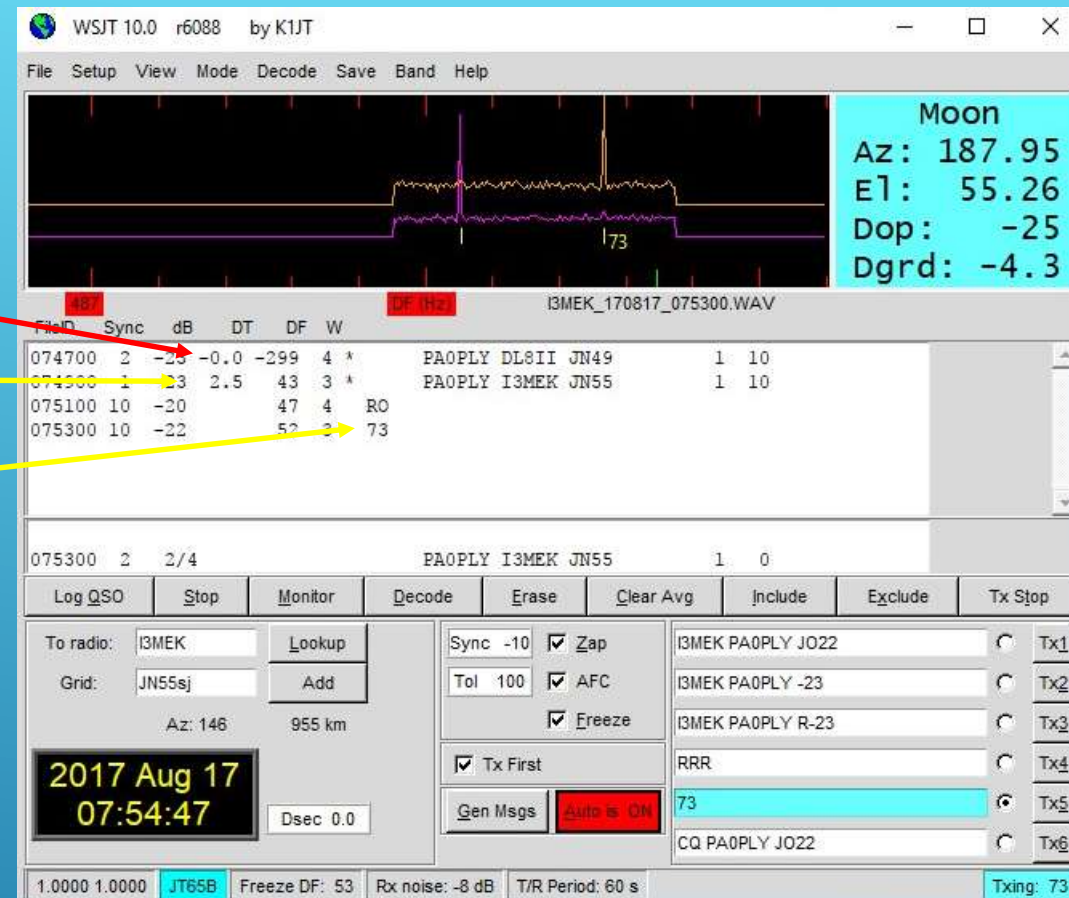 WSJT 10.0 r6088 by K1JT
File Setup View Mode Decode Save Band Help
73
Moon
Az: 187.95
El: 55.26
Dop: -25
Dgrd: -4.3
487 DF (Hz) I3MEK_170817_075300.WAV
FileID Sync dB DT DF W
074700 2 -0.0 -299 4 * PA0PLY DL8II JN49 1 10
1 2.5 43 3 * PA0PLY I3MEK JN55 1 10
075100 10 -20 47 4 RO
075300 10 -22 52 3 73
075300 2 2/4 PA0PLY I3MEK JN55 1 0
Log QSO Stop Monitor Decode Erase Clear Avg Include Exclude Tx Stop
To radio: I3MEK Lookup
Grid: JN55sj Add
Az: 146 955 km
2017 Aug 17
07:54:47
Dsec 0.0
Sync -10 Zap
Tol 100 AFC
Freeze
Tx First
Gen Msgs Auto is ON
I3MEK PA0PLY JO22 Tx1
I3MEK PA0PLY -23 Tx2
I3MEK PA0PLY R-23 Tx3
RRR Tx4
73 Tx5
CQ PA0PLY JO22 Tx6
1.0000 1.0000 JT65B Freeze DF: 53 Rx noise: -8 dB T/R Period: 60 s Txing: 73